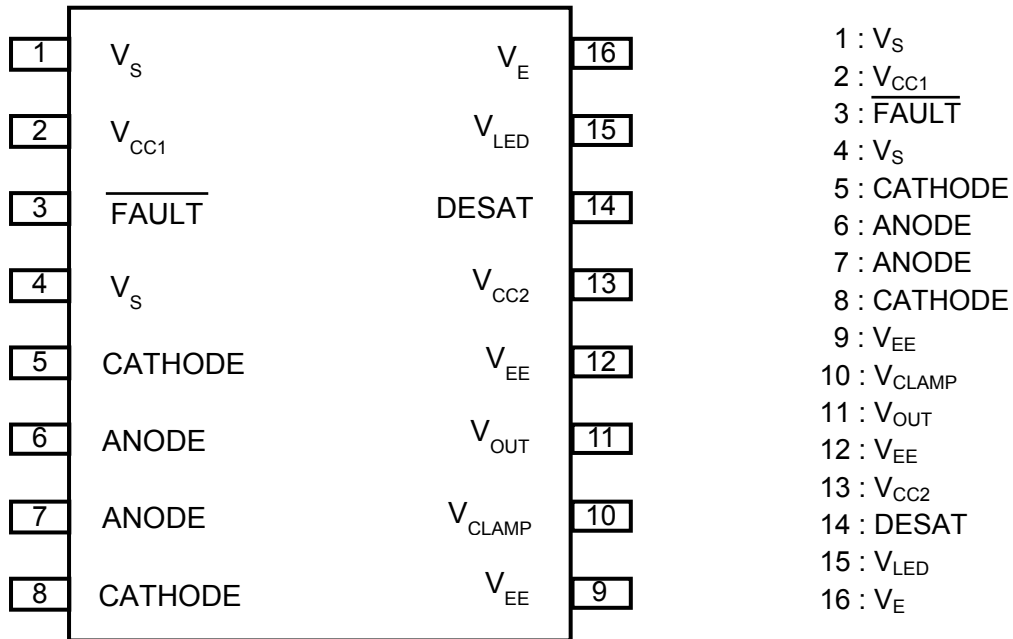 1 V_S V_E 16
2 V_CC1 V_LED 15
3 F̅A̅U̅L̅T̅ DESAT 14
4 V_S V_CC2 13
5 CATHODE V_EE 12
6 ANODE V_OUT 11
7 ANODE V_CLAMP 10
8 CATHODE V_EE 9
1 : V_S
2 : V_CC1
3 : F̅A̅U̅L̅T̅
4 : V_S
5 : CATHODE
6 : ANODE
7 : ANODE
8 : CATHODE
9 : V_EE
10 : V_CLAMP
11 : V_OUT
12 : V_EE
13 : V_CC2
14 : DESAT
15 : V_LED
16 : V_E